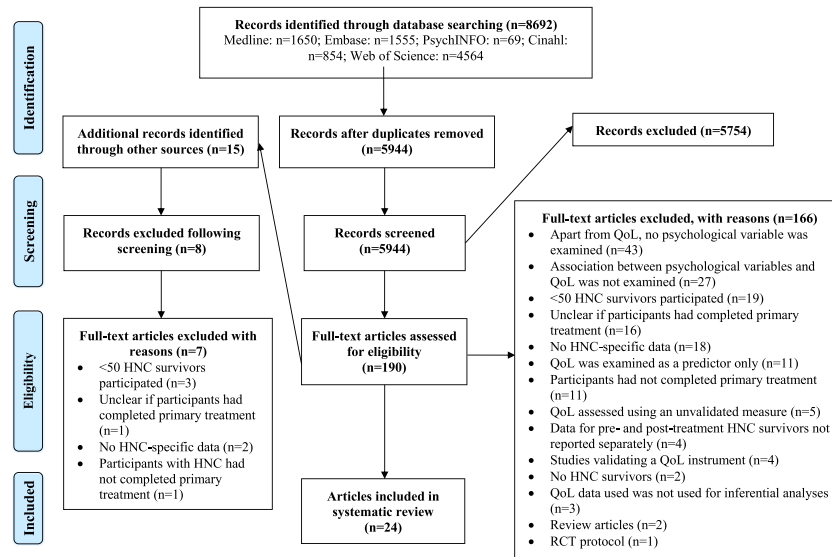 Records identified through database searching (n=8692)
Medline: n=1650; Embase: n=1555; PsychINFO: n=69; Cinahl:
n=854; Web of Science: n=4564
Identification
Additional records identified
through other sources (n=15)
Records after duplicates removed
(n=5944)
Records excluded (n=5754)
Screening
Records excluded following
screening (n=8)
Records screened
(n=5944)
Full-text articles excluded, with reasons (n=166)
• Apart from QoL, no psychological variable was
examined (n=43)
• Association between psychological variables and
QoL was not examined (n=27)
• <50 HNC survivors participated (n=19)
• Unclear if participants had completed primary
treatment (n=16)
• No HNC-specific data (n=18)
• QoL was examined as a predictor only (n=11)
• Participants had not completed primary treatment
(n=11)
• QoL assessed using an unvalidated measure (n=5)
• Data for pre- and post-treatment HNC survivors not
reported separately (n=4)
• Studies validating a QoL instrument (n=4)
• No HNC survivors (n=2)
• QoL data used was not used for inferential analyses
(n=3)
• Review articles (n=2)
• RCT protocol (n=1)
Eligibility
Full-text articles excluded with
reasons (n=7)
• <50 HNC survivors
participated (n=3)
• Unclear if participants had
completed primary treatment
(n=1)
• No HNC-specific data (n=2)
• Participants with HNC had
not completed primary
treatment (n=1)
Full-text articles assessed
for eligibility
(n=190)
Included
Articles included in
systematic review
(n=24)